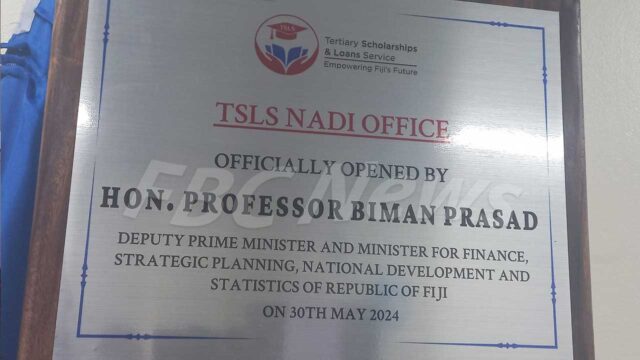 TSLS
Tertiary Scholarships
& Loans Service
Empowering Fiji's Future
TSLS NADI OFFICE
OFFICIALLY OPENED BY
HON. PROFESSOR BIMAN PRASAD
FBC News
DEPUTY PRIME MINISTER AND MINISTER FOR FINANCE,
STRATEGIC PLANNING, NATIONAL DEVELOPMENT AND
STATISTICS OF REPUBLIC OF FIJI
ON 30TH MAY 2024